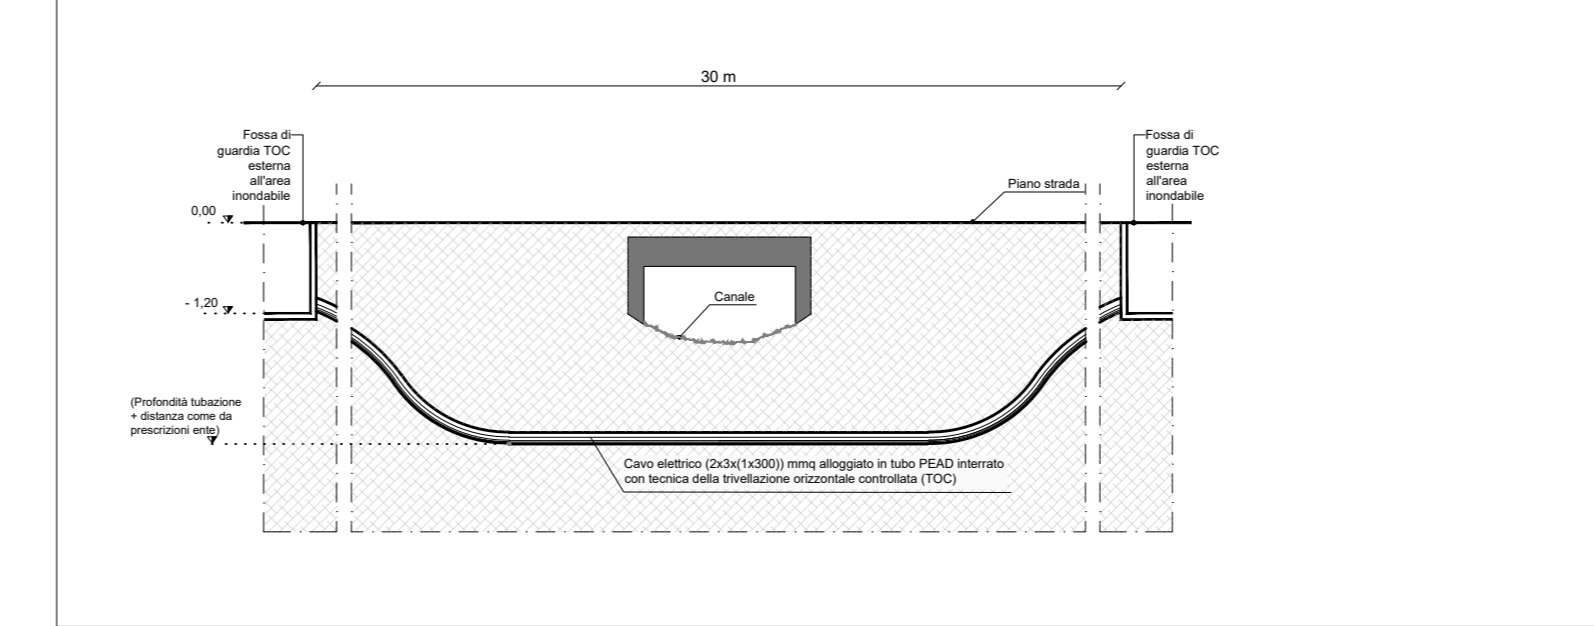 30 m
Fossa di
guardia TOC
esterna
all'area
inondabile
Fossa di
guardia TOC
esterna
all'area
inondabile
Piano strada
0,00
Canale
- 1,20
(Profondità tubazione
+ distanza come da
prescrizioni ente)
Cavo elettrico (2x3x(1x300)) mmq alloggiato in tubo PEAD interrato
con tecnica della trivellazione orizzontale controllata (TOC)